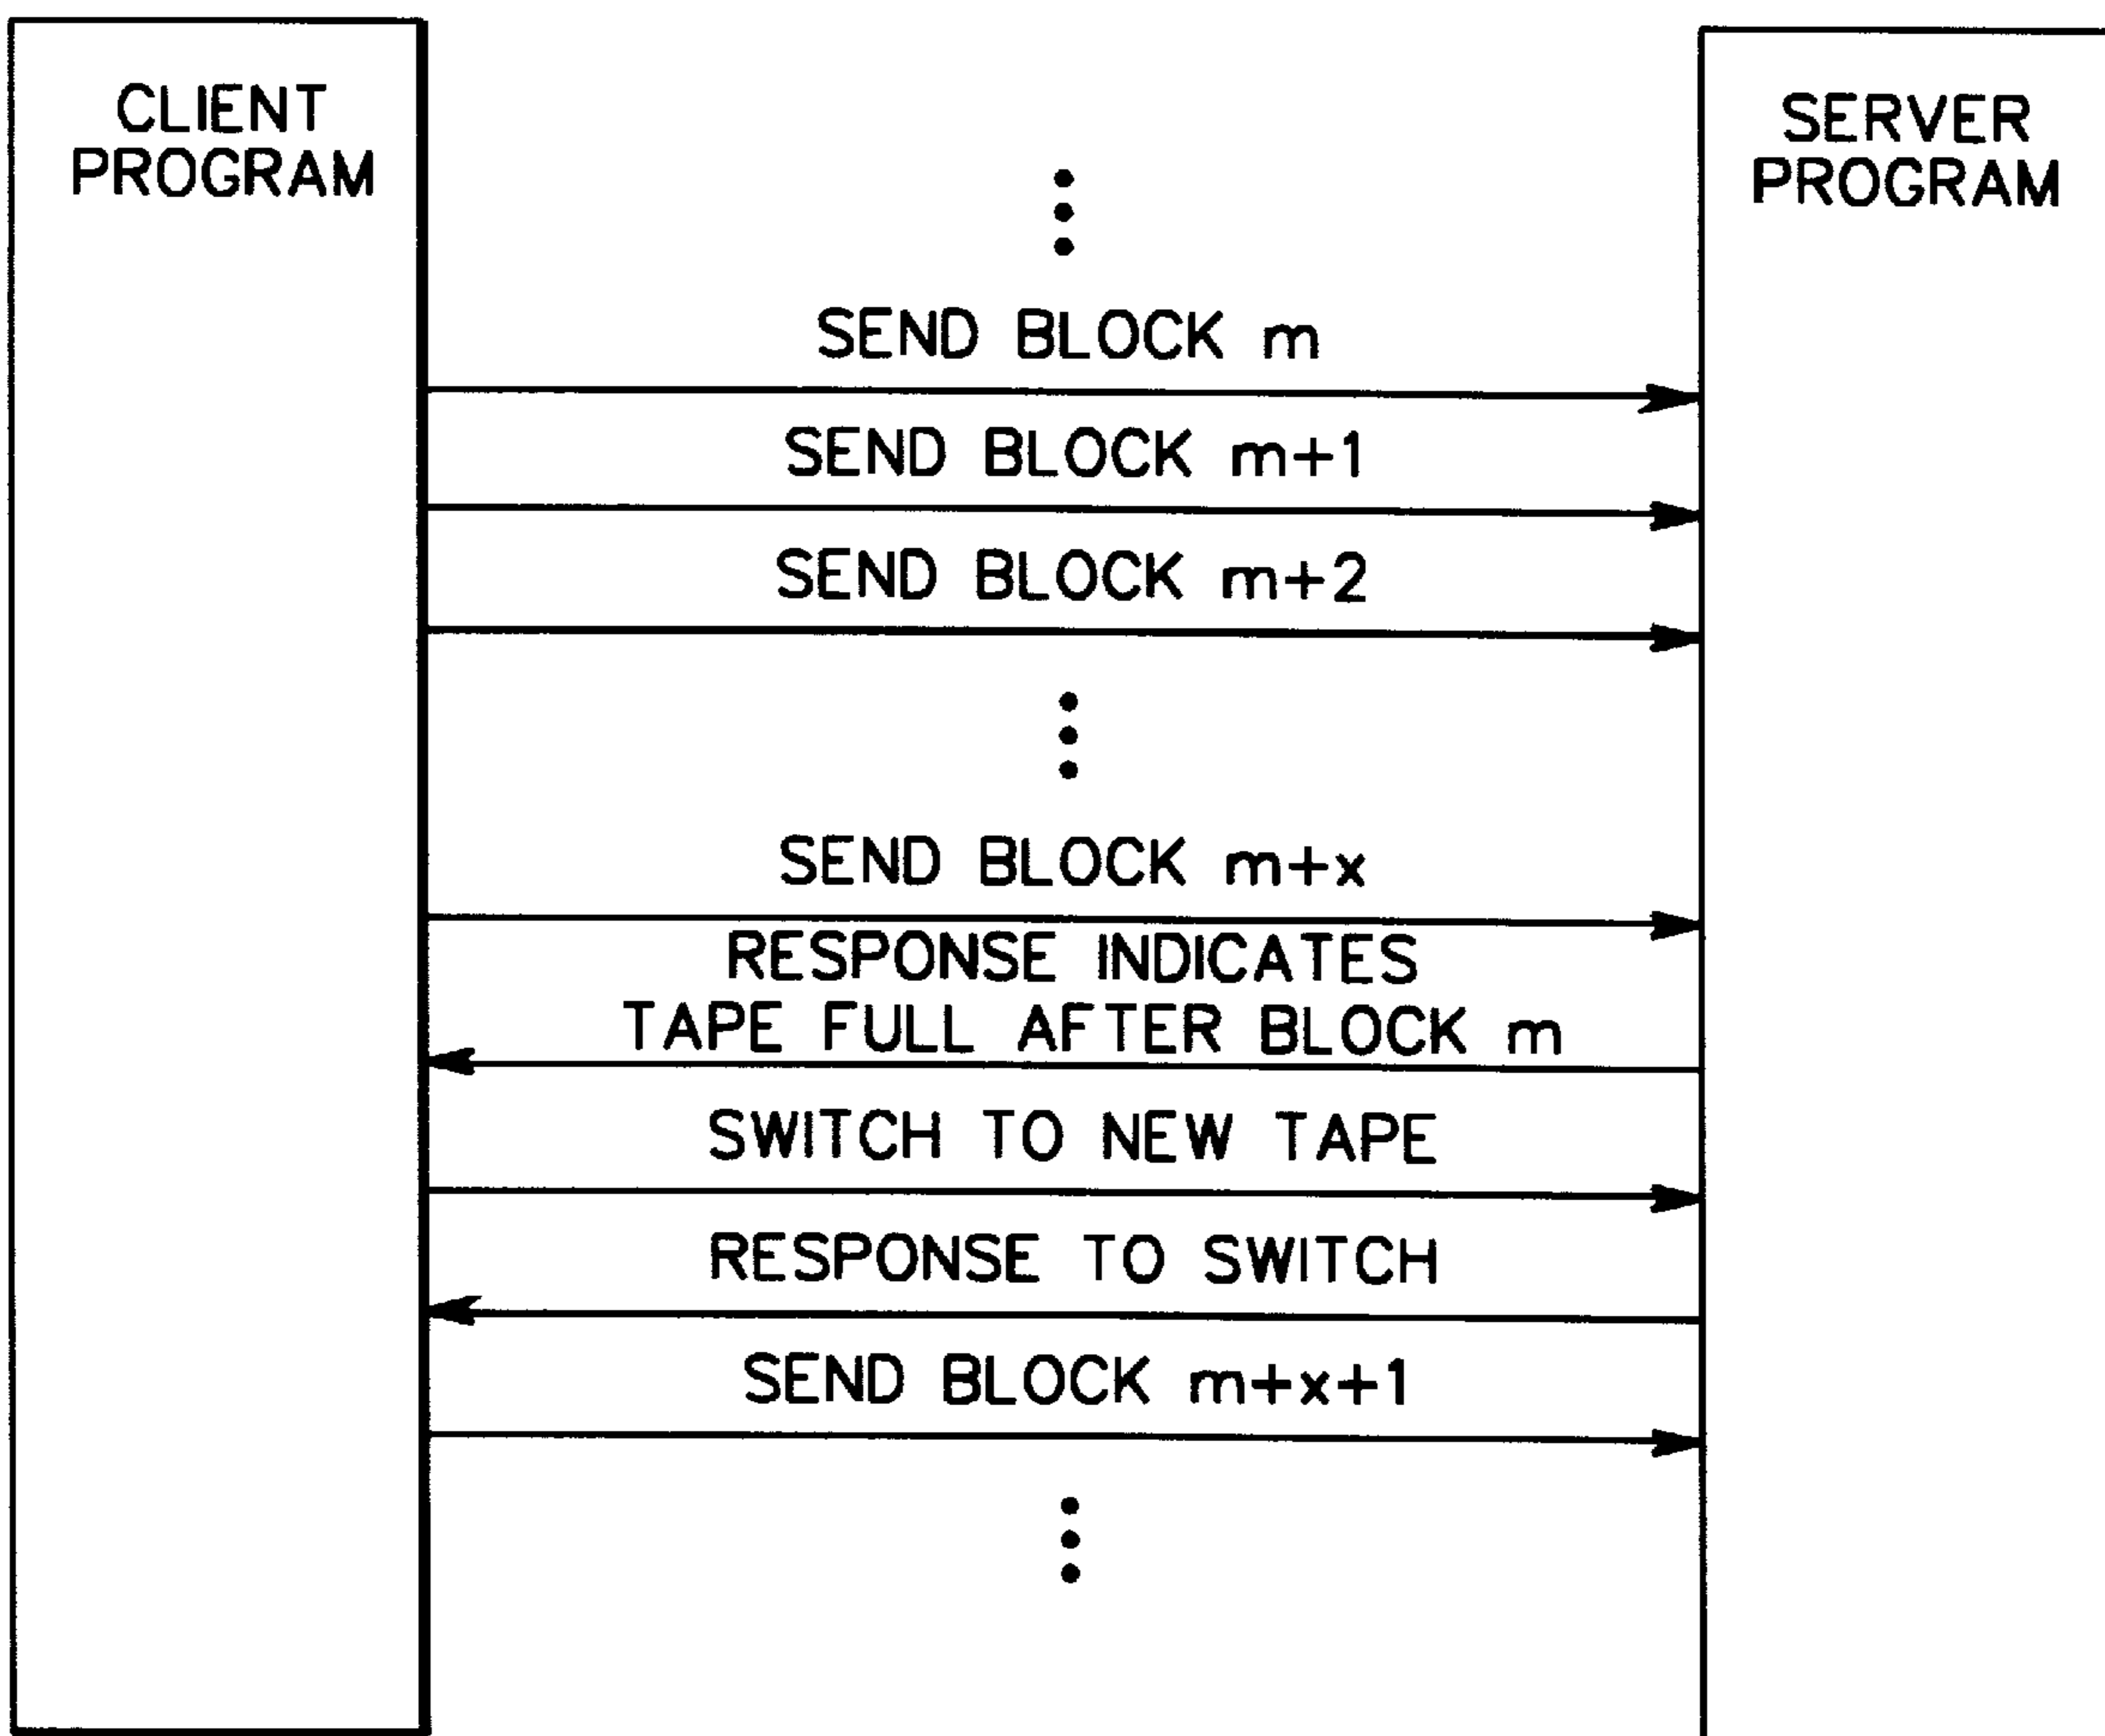 CLIENT
PROGRAM
SERVER
PROGRAM
SEND BLOCK m
SEND BLOCK m+1
SEND BLOCK m+2
SEND BLOCK m+x
RESPONSE INDICATES
TAPE FULL AFTER BLOCK m
SWITCH TO NEW TAPE
RESPONSE TO SWITCH
SEND BLOCK m+x+1